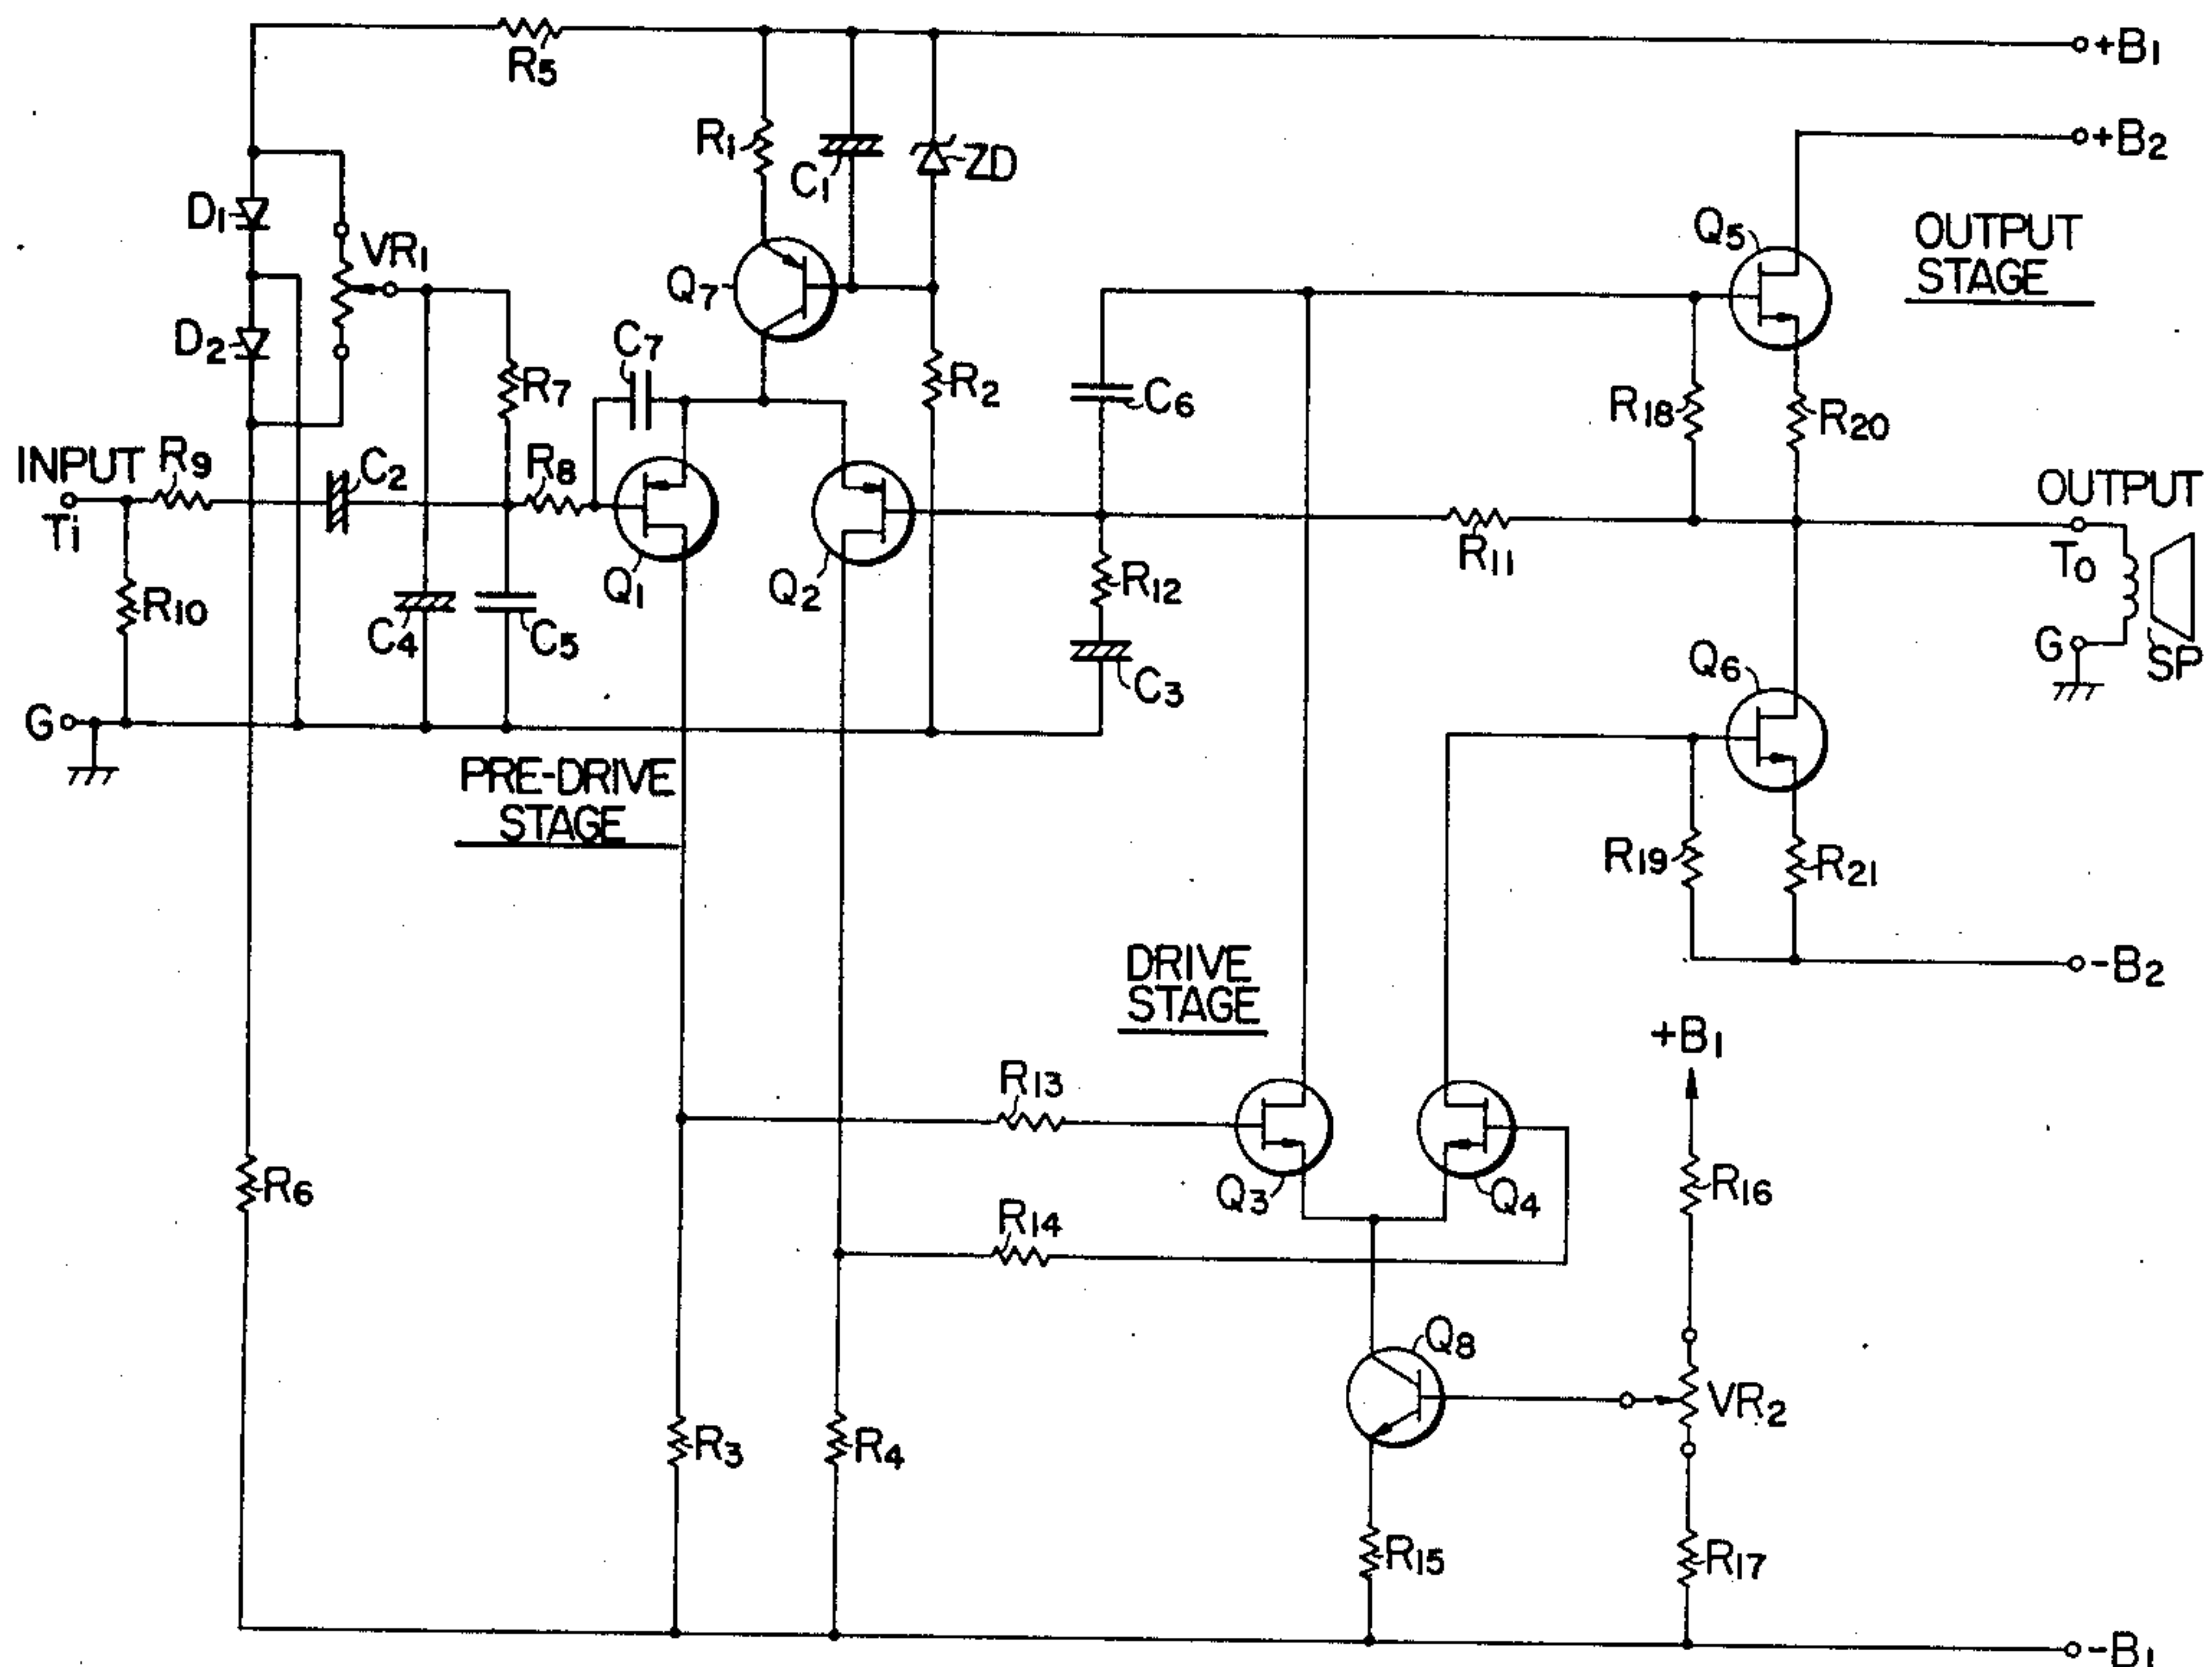 R5
+B1
+B2
R1
C1
ZD
D1
VR1
Q7
Q5
OUTPUT
STAGE
D2
C7
R7
R2
C6
R18
R20
INPUT
R9
C2
R8
OUTPUT
Ti
R10
C4
C5
Q1
Q2
R12
R11
To
G
SP
C3
Q6
G
PRE-DRIVE
STAGE
R19
R21
DRIVE
STAGE
-B2
+B1
R13
R6
Q3
Q4
R16
R14
Q8
VR2
R3
R4
R15
R17
-B1